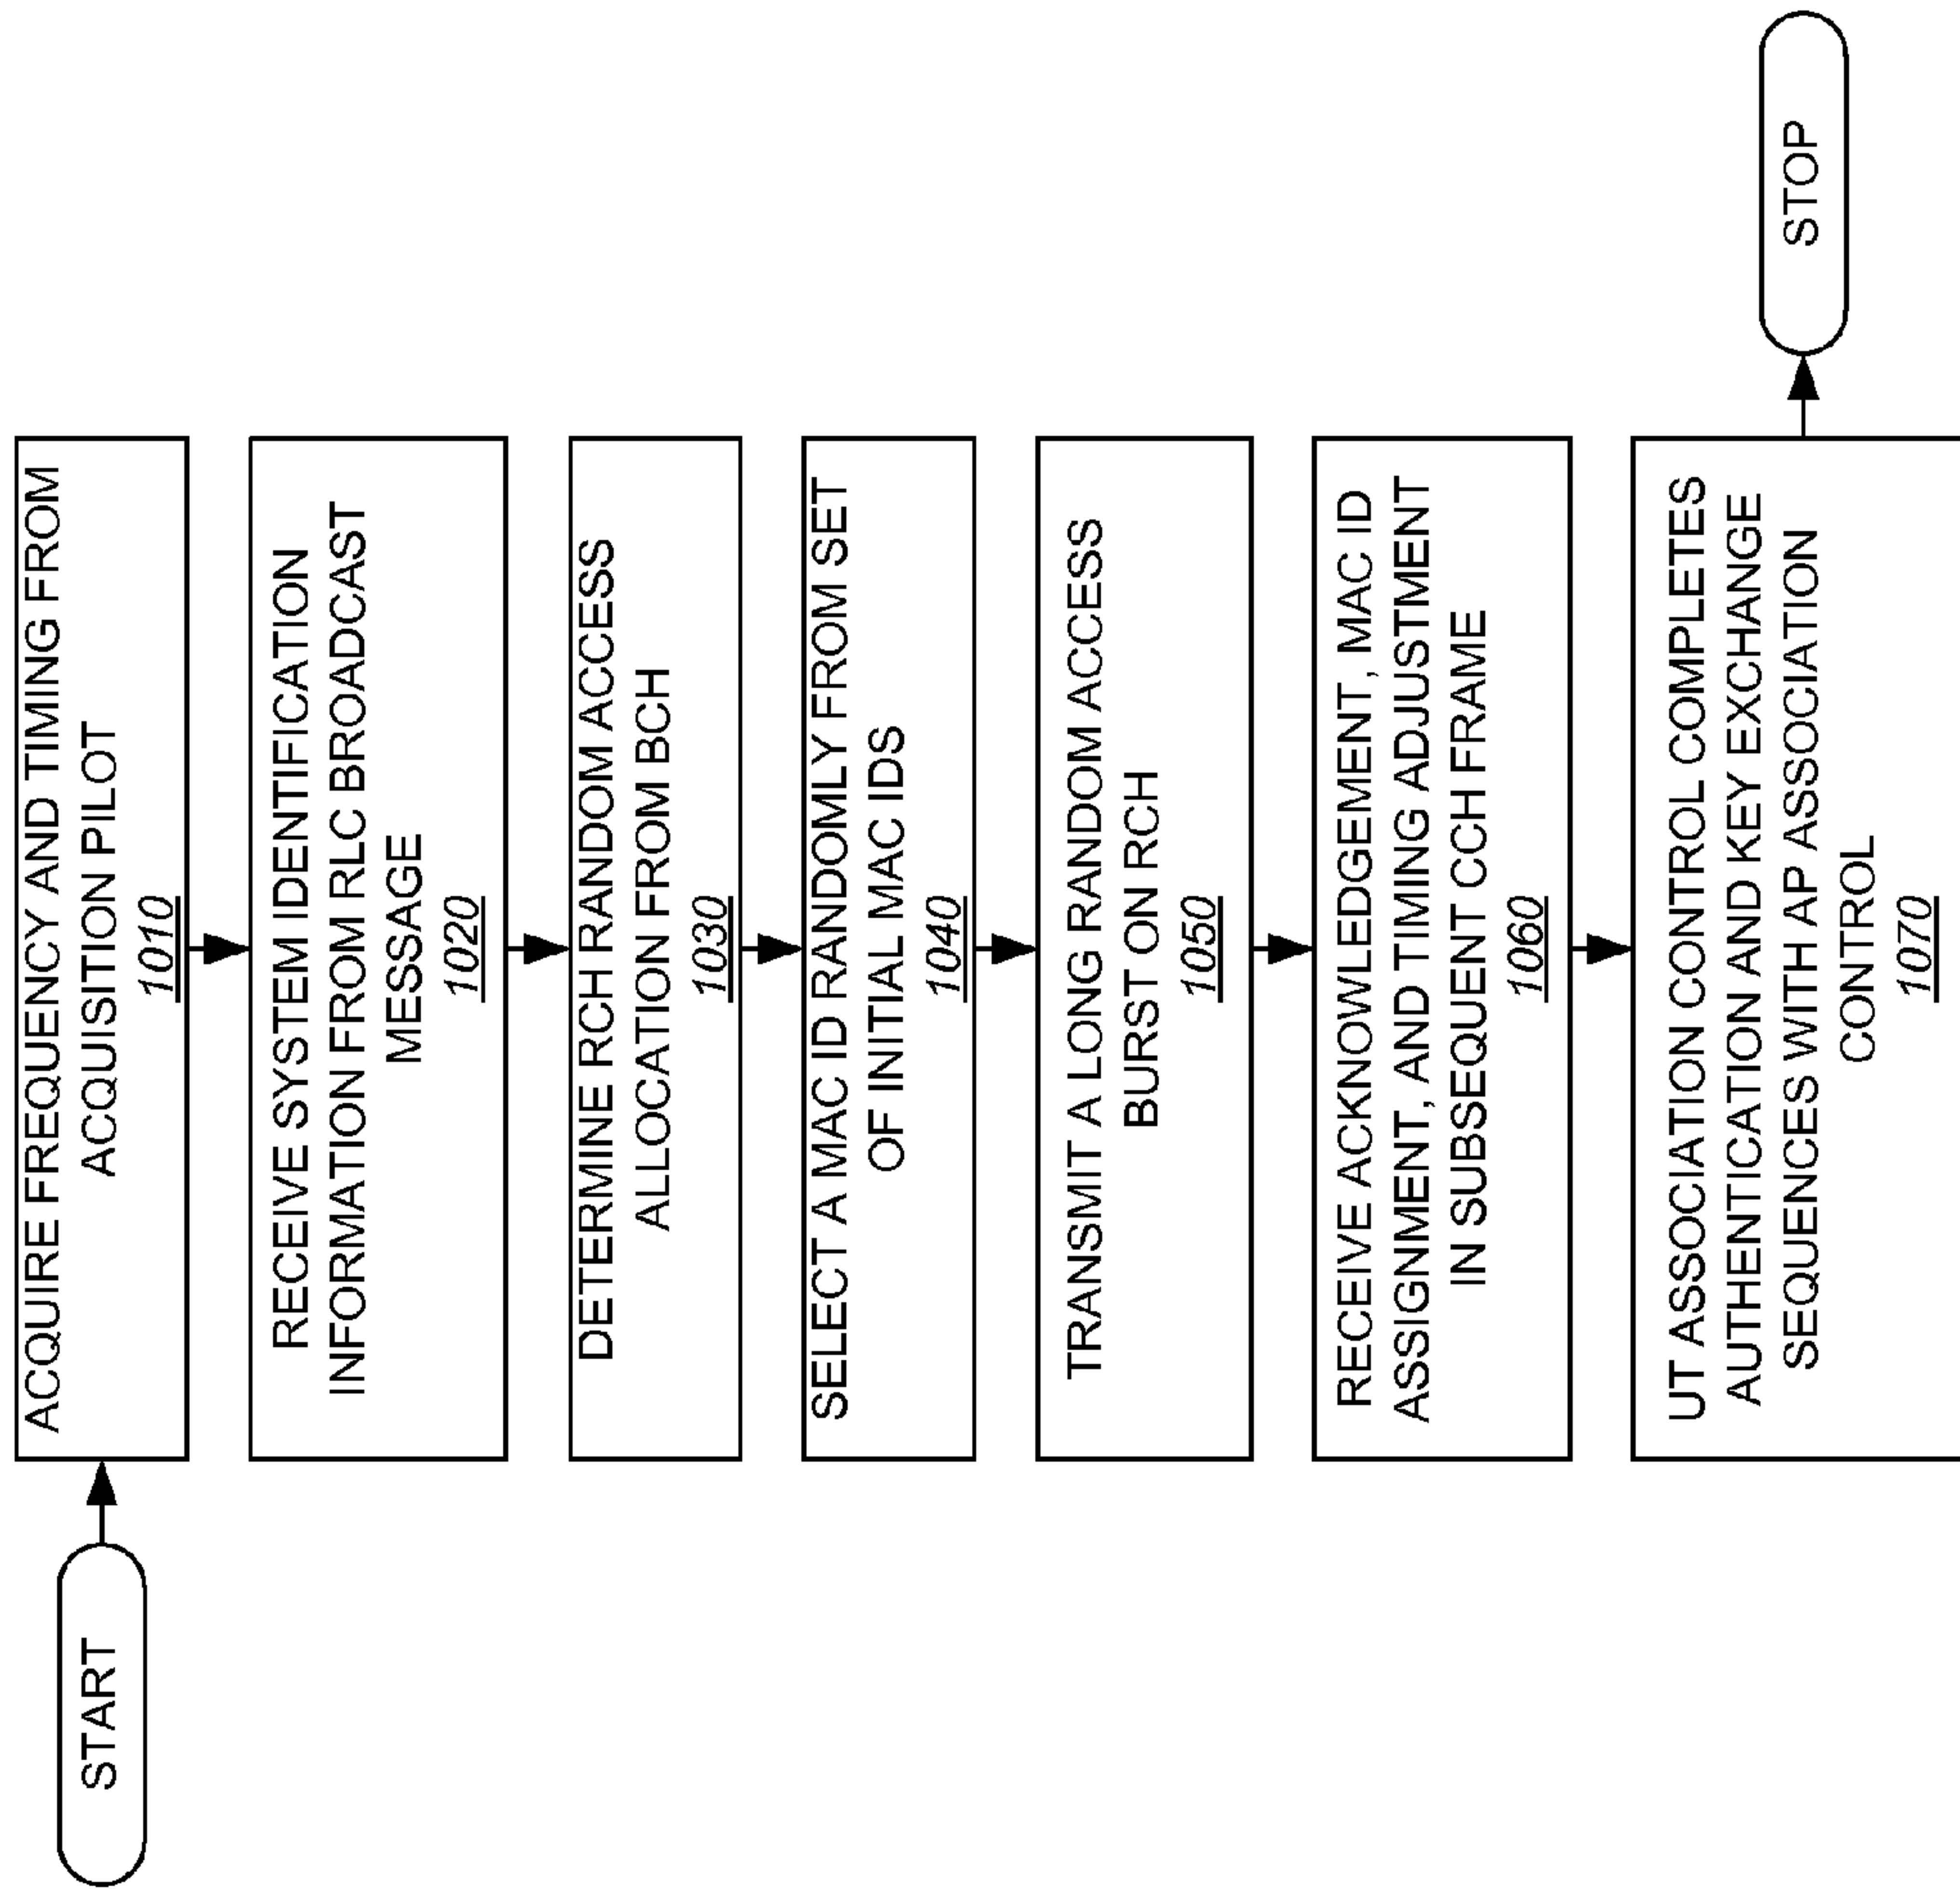 START
ACQUIRE FREQUENCY AND TIMING FROM
ACQUISITION PILOT
1010
RECEIVE SYSTEM IDENTIFICATION
INFORMATION FROM RLC BROADCAST
MESSAGE
1020
DETERMINE RCH RANDOM ACCESS
ALLOCATION FROM BCH
1030
SELECT A MAC ID RANDOMLY FROM SET
OF INITIAL MAC IDS
1040
TRANSMIT A LONG RANDOM ACCESS
BURST ON RCH
1050
RECEIVE ACKNOWLEDGEMENT, MAC ID
ASSIGNMENT, AND TIMING ADJUSTMENT
IN SUBSEQUENT CCH FRAME
1060
UT ASSOCIATION CONTROL COMPLETES
AUTHENTICATION AND KEY EXCHANGE
SEQUENCES WITH AP ASSOCIATION
CONTROL
1070
STOP